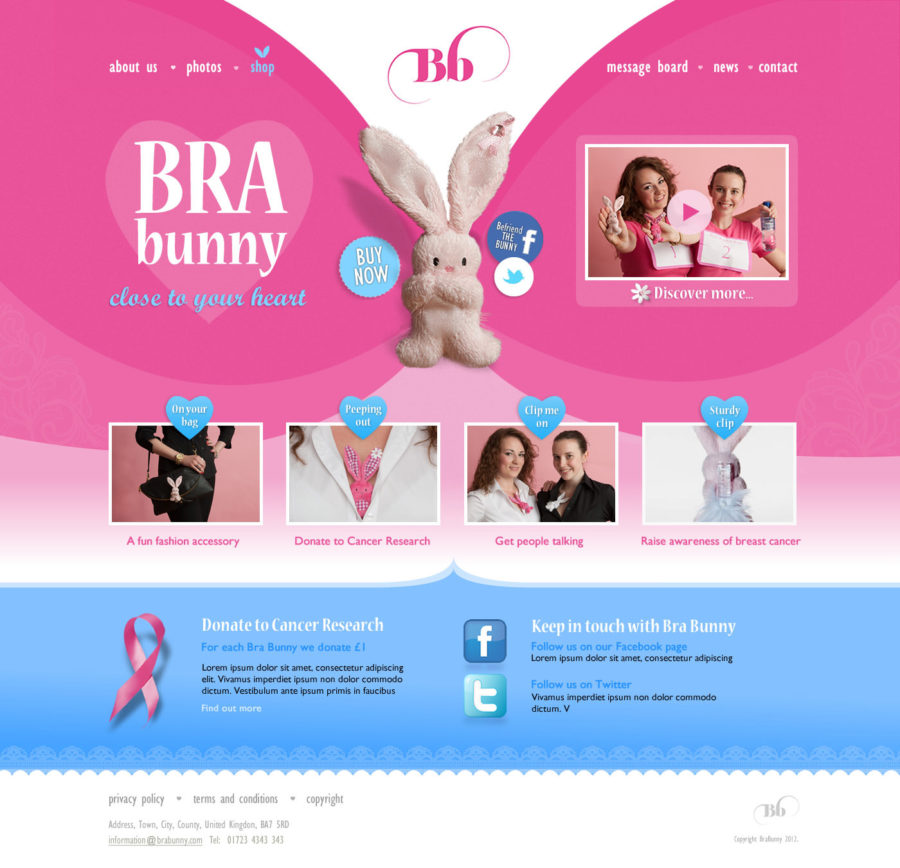 about us photos shop
message board news contact
Bb
BRA
bunny
close to your heart
BUY
NOW
Befriend
THE
BUNNY
f
1 2
Discover more...
On your
bag
Peeping
out
Clip me
on
Sturdy
clip
A fun fashion accessory
Donate to Cancer Research
Get people talking
Raise awareness of breast cancer
Donate to Cancer Research
For each Bra Bunny we donate £1
Lorem ipsum dolor sit amet, consectetur adipiscing
elit. Vivamus imperdiet ipsum non dolor commodo
dictum. Vestibulum ante ipsum primis in faucibus
Find out more
f
Keep in touch with Bra Bunny
Follow us on our Facebook page
Lorem ipsum dolor sit amet, consectetur adipiscing
t
Follow us on Twitter
Vivamus imperdiet ipsum non dolor commodo
dictum. V
privacy policy terms and conditions copyright
Address, Town, City, County, United Kingdon, BA7 5RD
information@brabunny.com Tel: 01723 4343 343
Bb
Copyright BraBunny 2012.